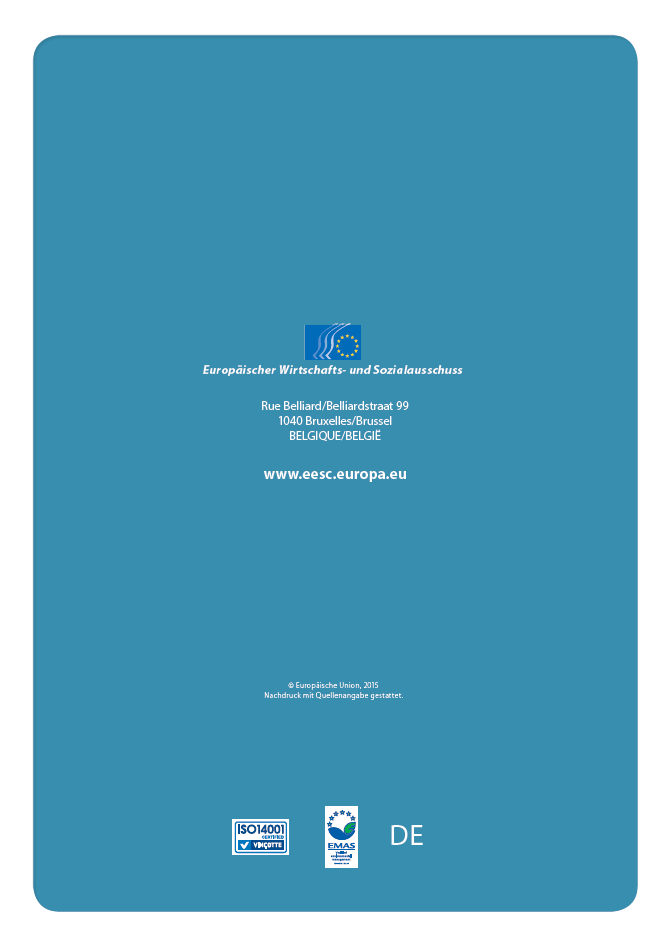 Europäischer Wirtschafts- und Sozialausschuss
Rue Belliard/Belliardstraat 99
1040 Bruxelles/Brussel
BELGIQUE/BELGIË
www.eesc.europa.eu
© Europäische Union, 2015
Nachdruck mit Quellenangabe gestattet.
ISO14001
CERTIFIED
VINÇOTTE
EMAS
DE